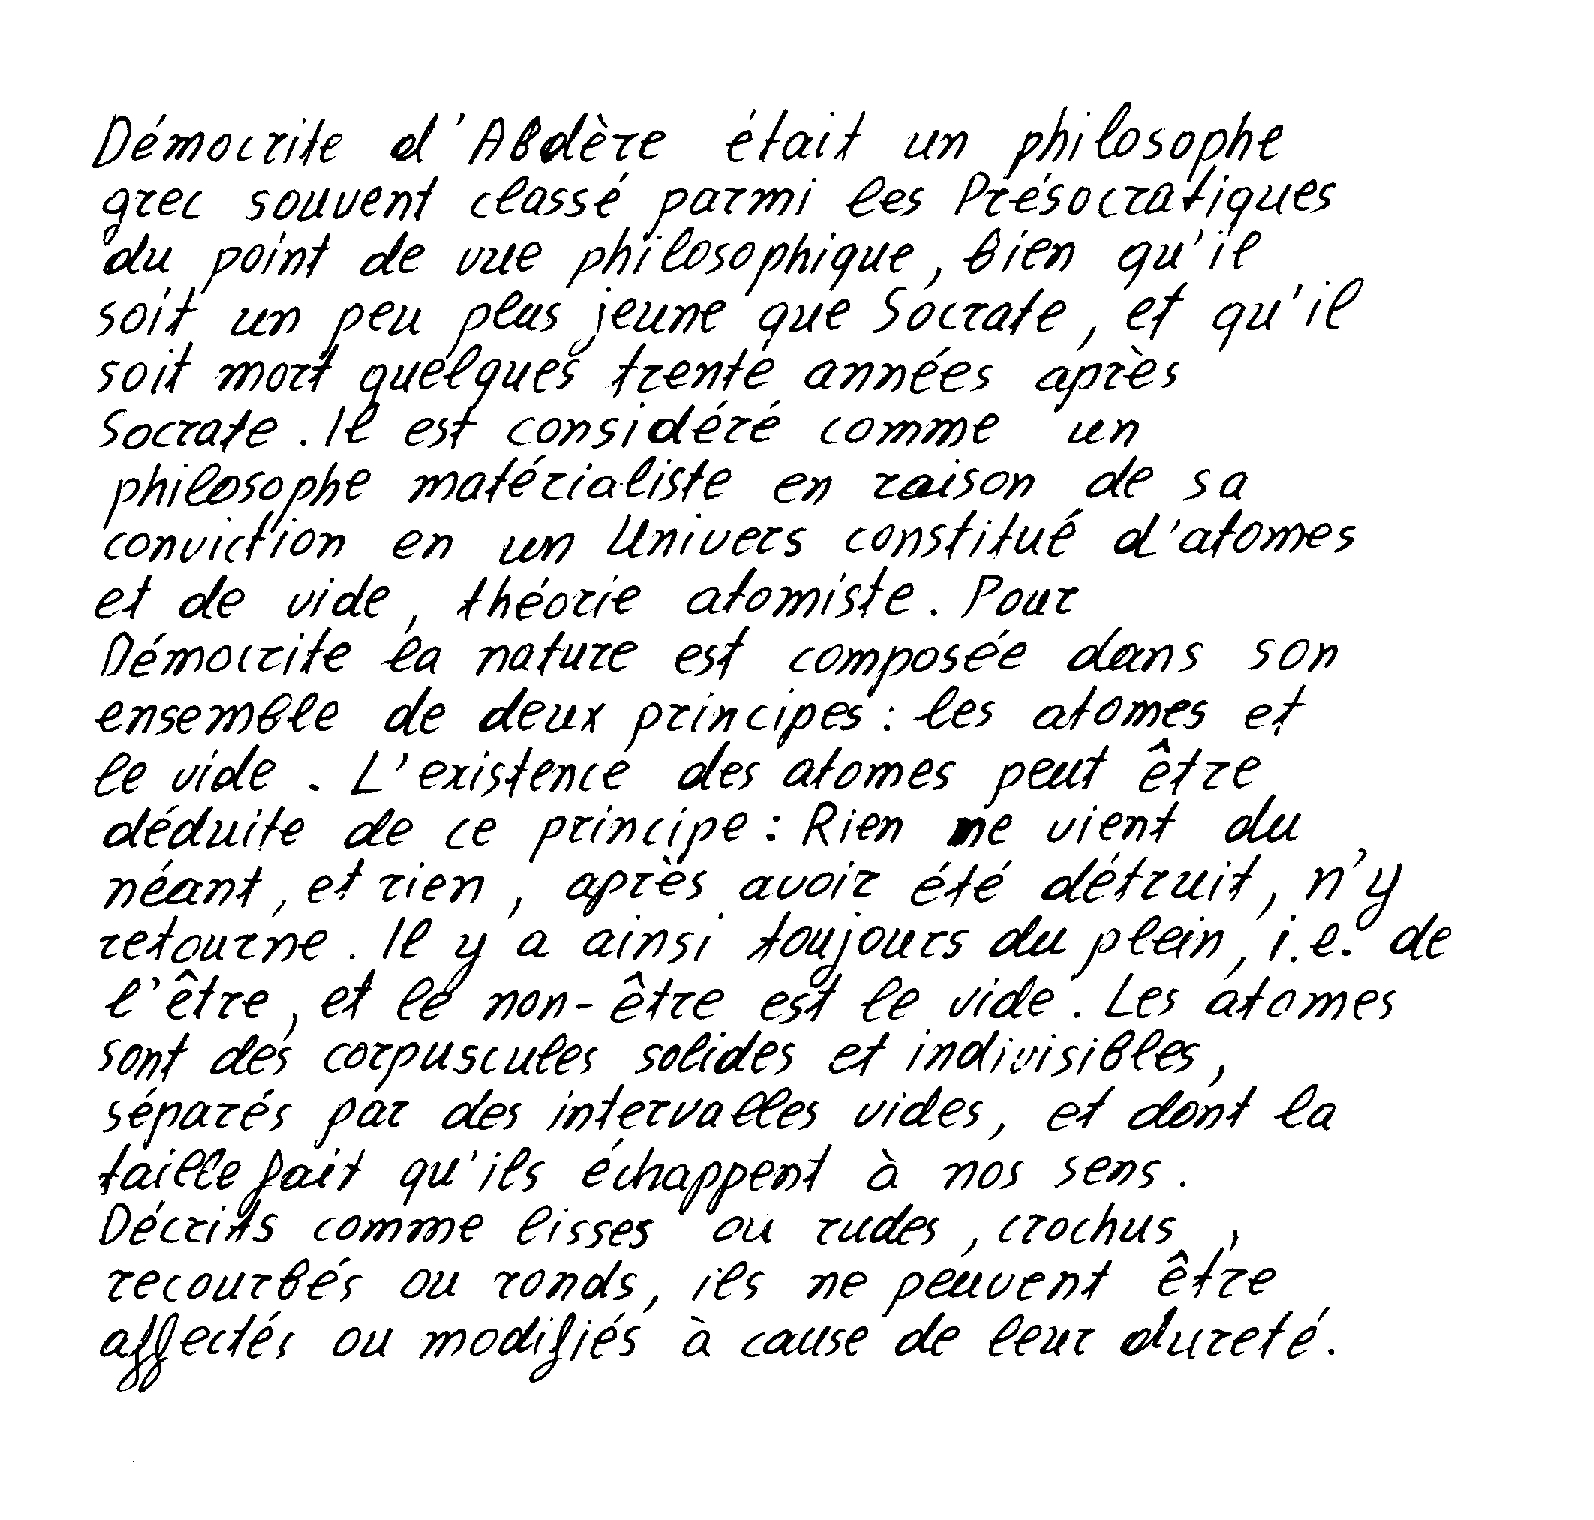 Démocrite d'Abdère était un philosophe
grec souvent classé parmi les Présocratiques
du point de vue philosophique, bien qu'il
soit un peu plus jeune que Socrate, et qu'il
soit mort quelques trente années après
Socrate. Il est considéré comme un
philosophe matérialiste en raison de sa
conviction en un Univers constitué d'atomes
et de vide, théorie atomiste. Pour
Démocrite la nature est composée dans son
ensemble de deux principes : les atomes et
le vide. L'existence des atomes peut être
déduite de ce principe : Rien ne vient du
néant, et rien, après avoir été détruit, n'y
retourne. Il y a ainsi toujours du plein, i.e. de
l'être, et le non-être est le vide. Les atomes
sont des corpuscules solides et indivisibles,
séparés par des intervalles vides, et dont la
taille fait qu'ils échappent à nos sens.
Décrits comme lisses ou rudes, crochus,
recourbés ou ronds, ils ne peuvent être
affectés ou modifiés à cause de leur dureté.